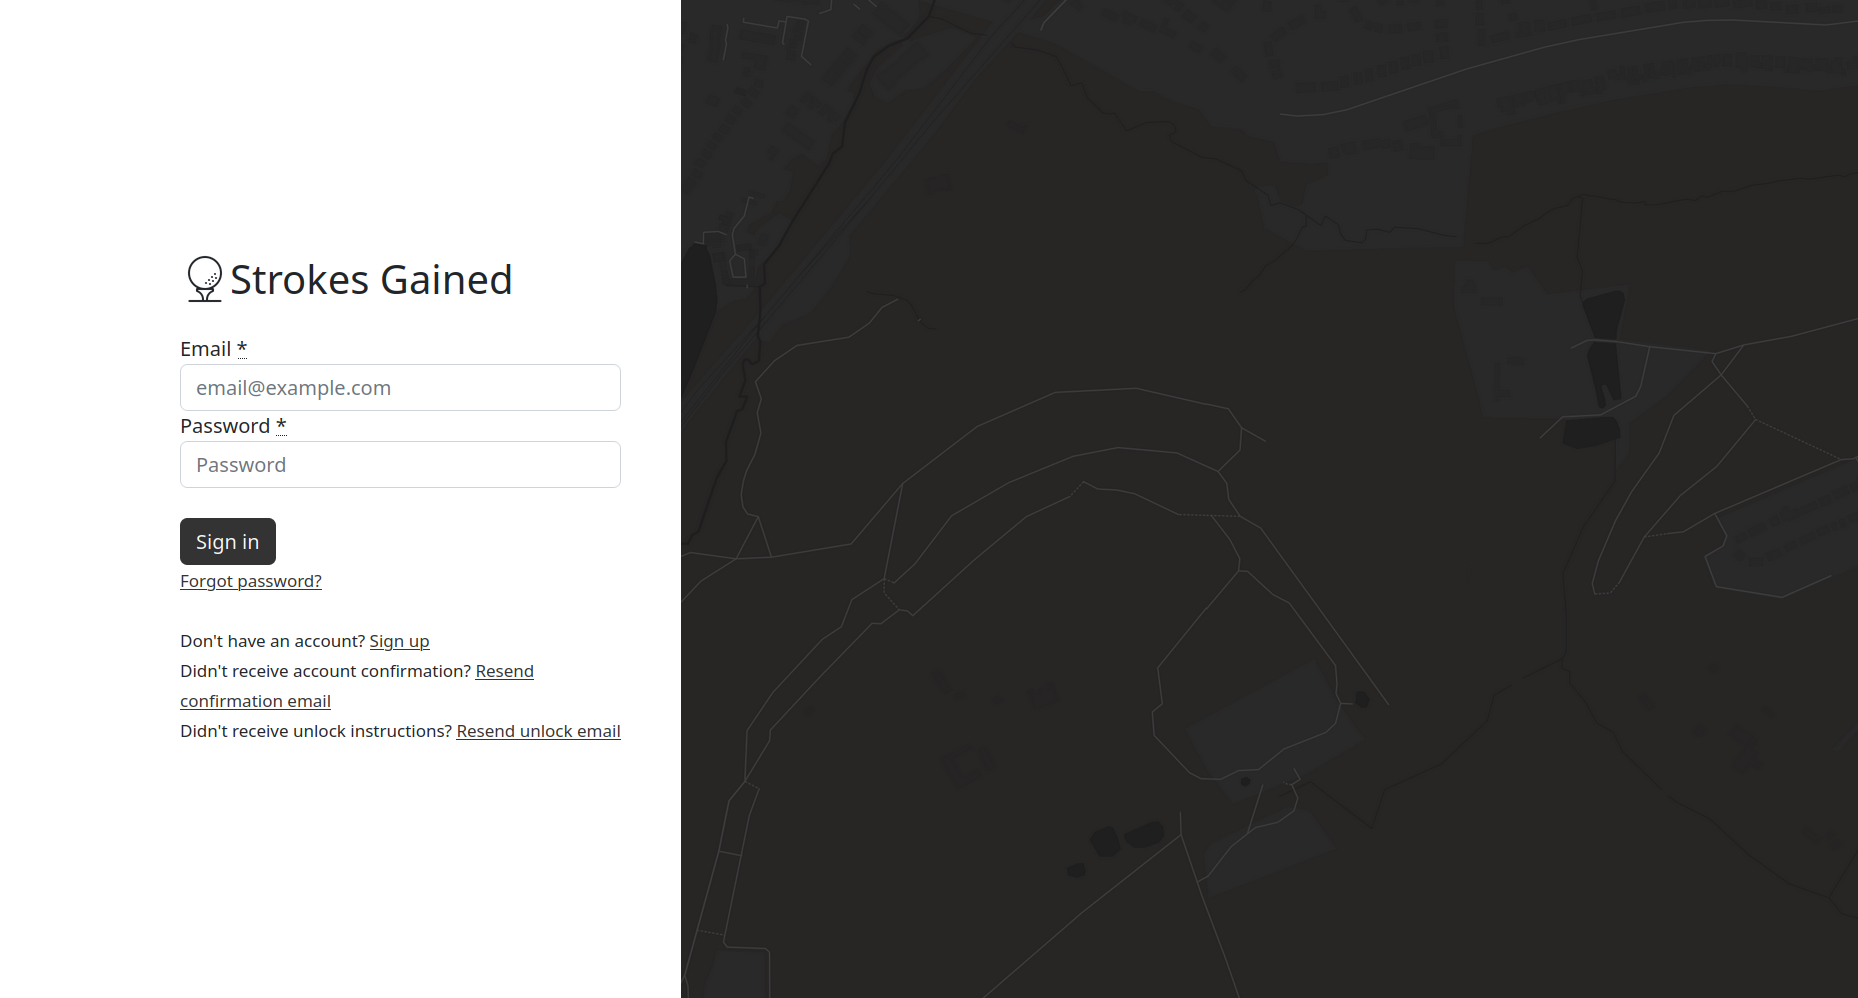 Strokes Gained
Email *
email@example.com
Password *
Password
Sign in
Forgot password?
Don't have an account? Sign up
Didn't receive account confirmation? Resend
confirmation email
Didn't receive unlock instructions? Resend unlock email